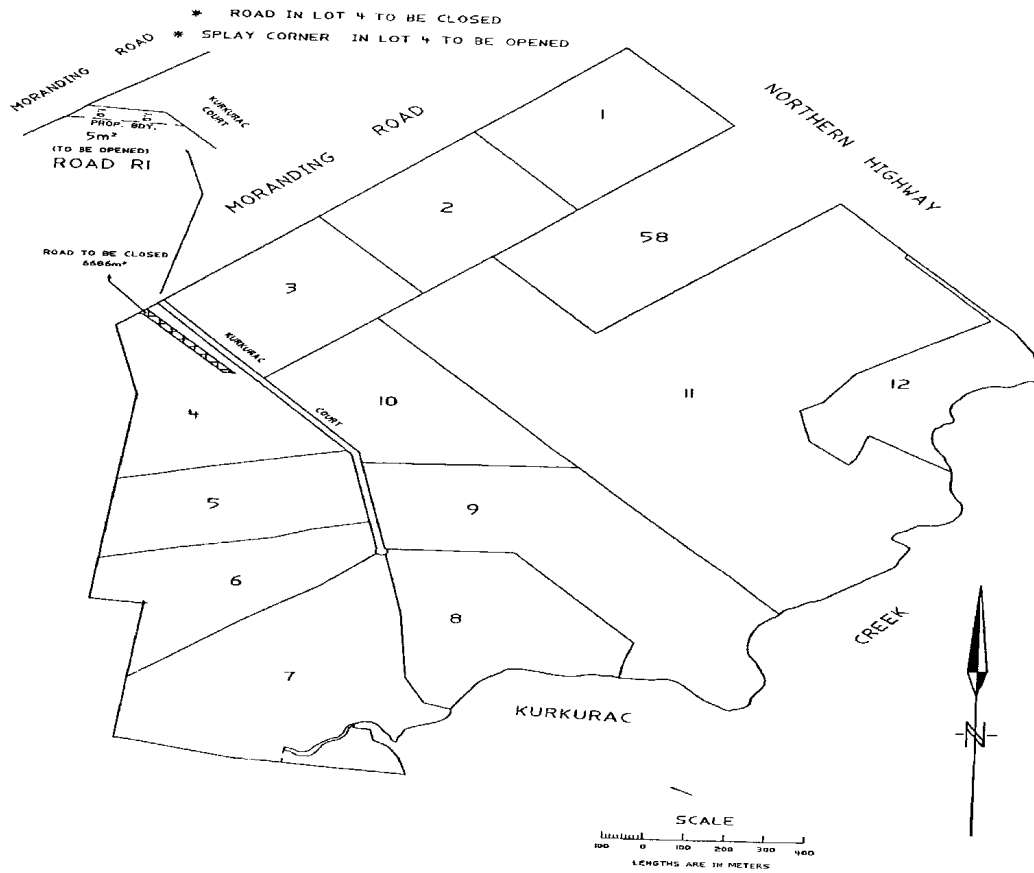 * ROAD IN LOT 4 TO BE CLOSED
* SPLAY CORNER IN LOT 4 TO BE OPENED
MORANDING ROAD
KURKURAC
COURT
PROP. BDY.
5m²
(TO BE OPENED)
ROAD R1
MORANDING ROAD
NORTHERN HIGHWAY
1
2
58
3
ROAD TO BE CLOSED
6686m²
KURKURAC
COURT
4
10
11
12
5
9
6
8
7
CREEK
KURKURAC
N
SCALE
100 0 100 200 300 400
LENGTHS ARE IN METERS